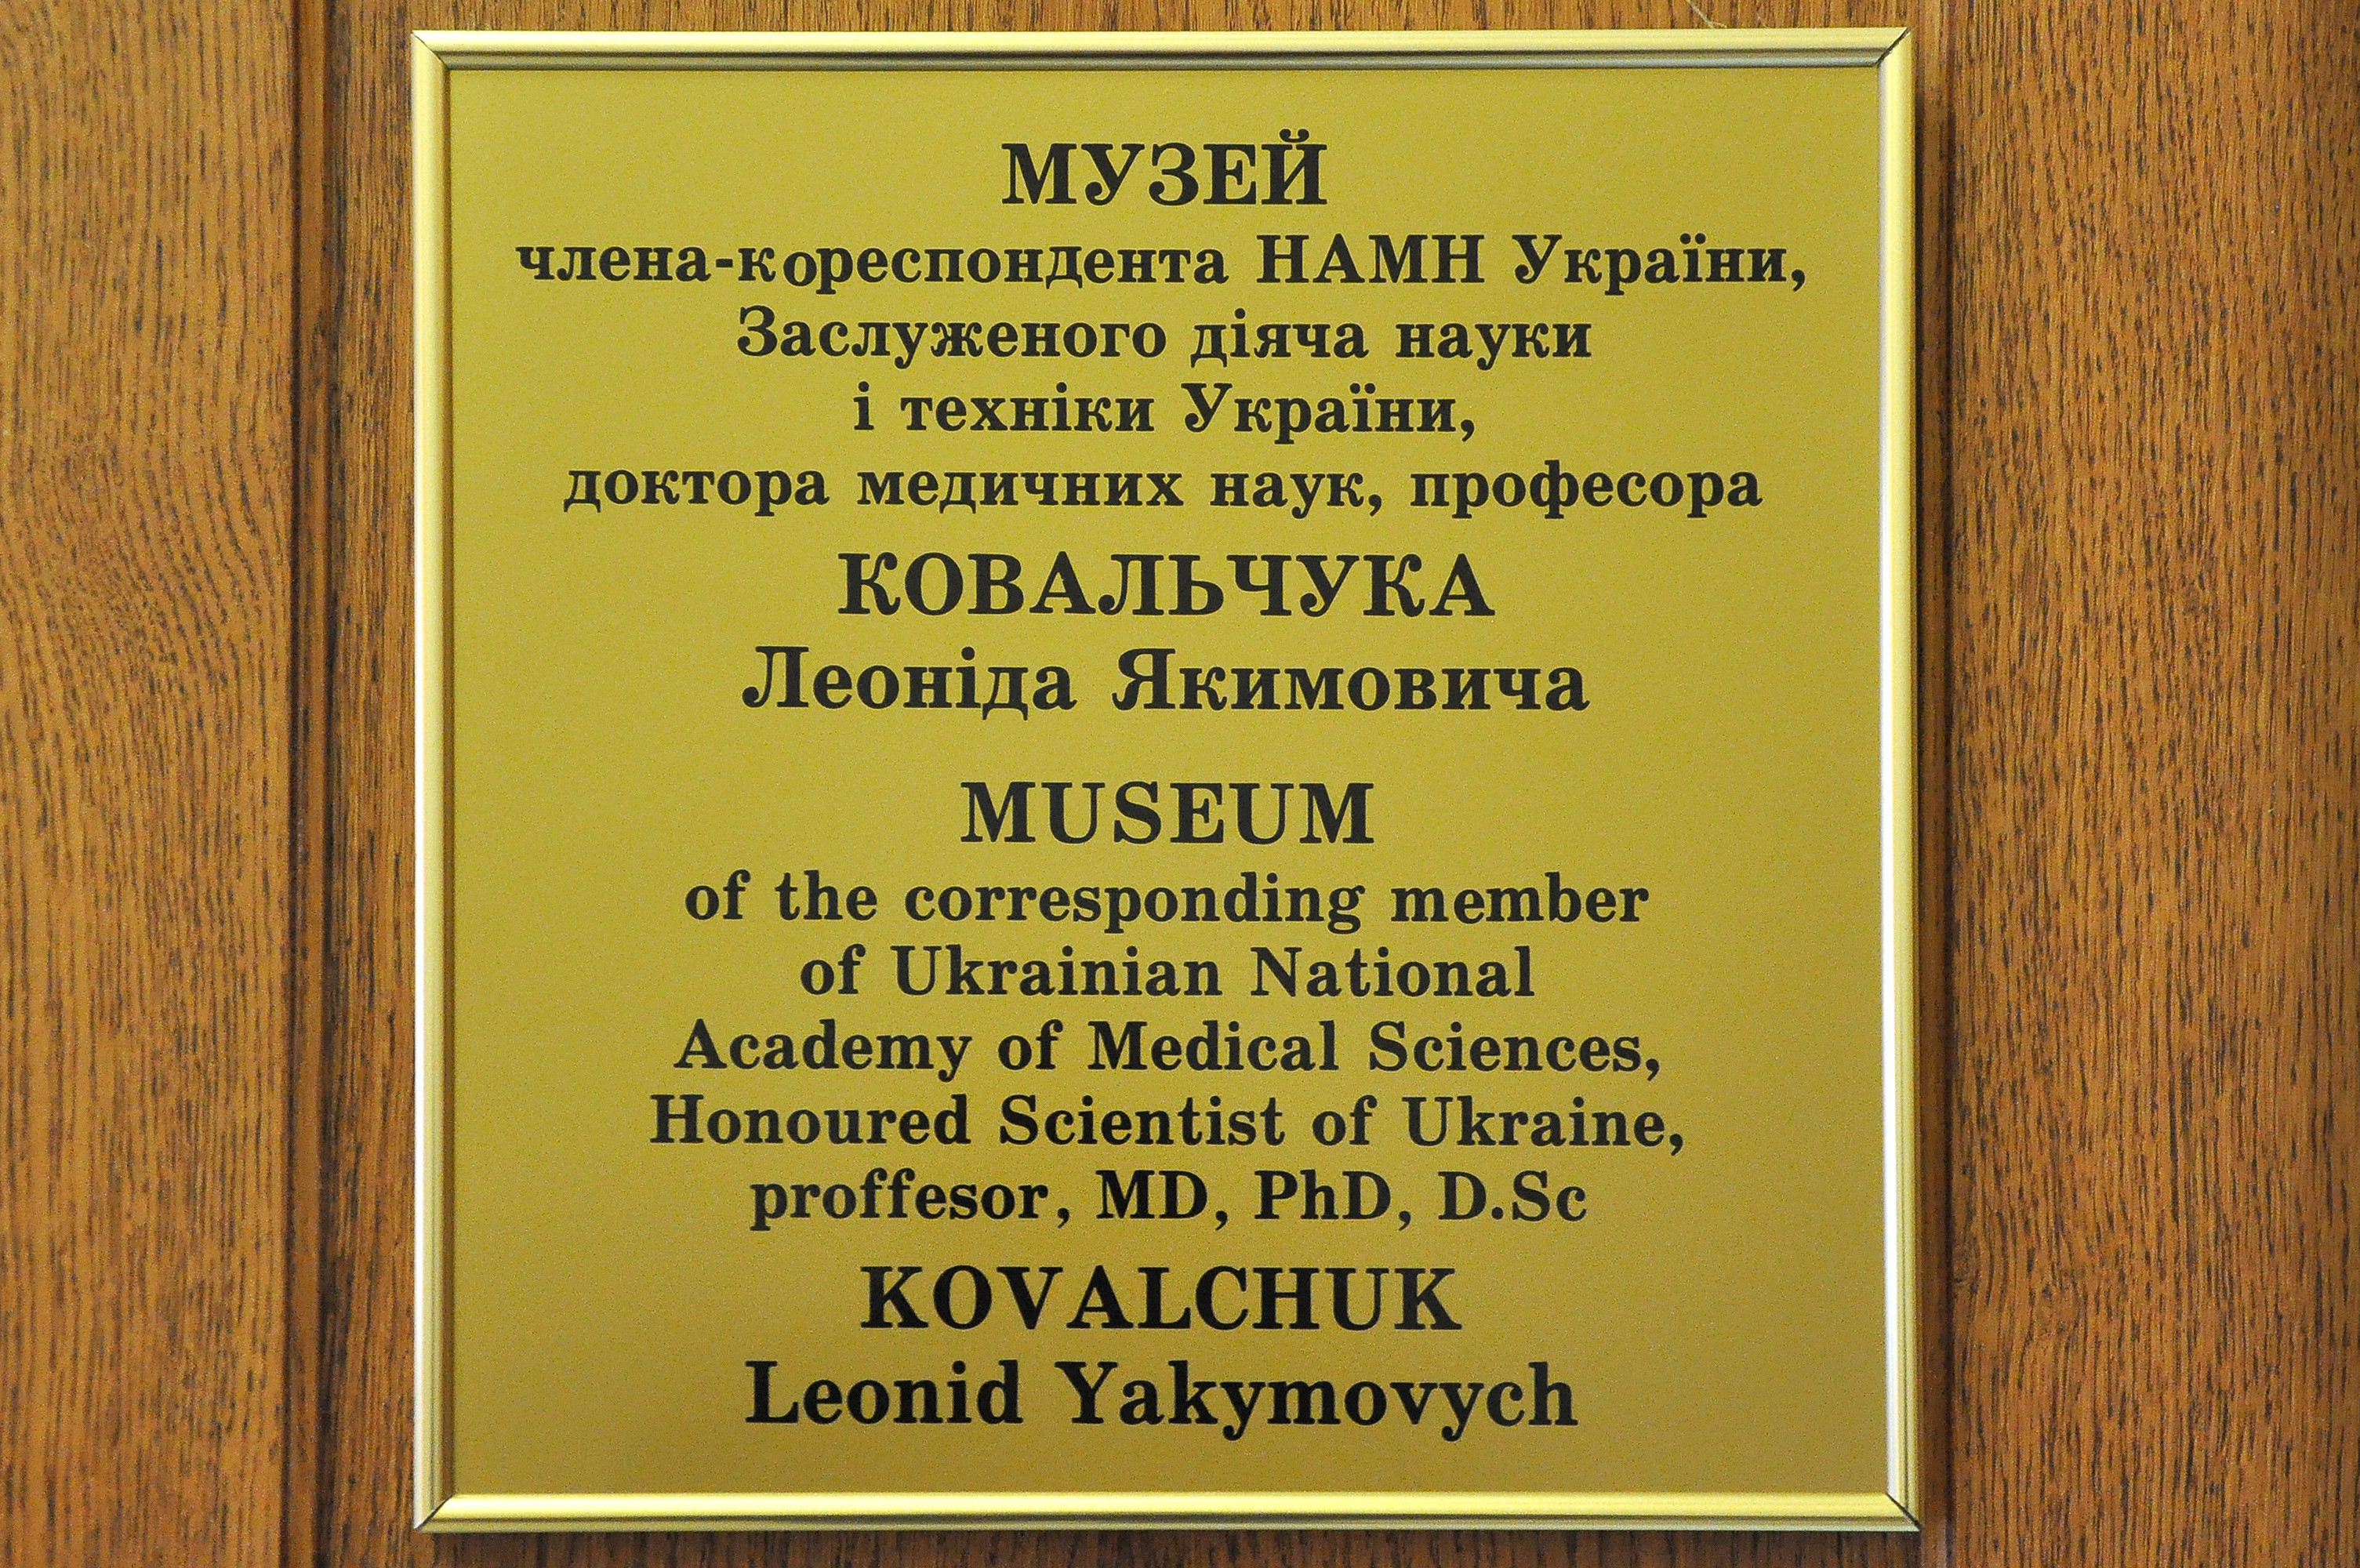 МУЗЕЙ
члена-кореспондента НАМН України,
Заслуженого діяча науки
і техніки України,
доктора медичних наук, професора
КОВАЛЬЧУКА
Леоніда Якимовича
MUSEUM
of the corresponding member
of Ukrainian National
Academy of Medical Sciences,
Honoured Scientist of Ukraine,
proffesor, MD, PhD, D.Sc
KOVALCHUK
Leonid Yakymovych